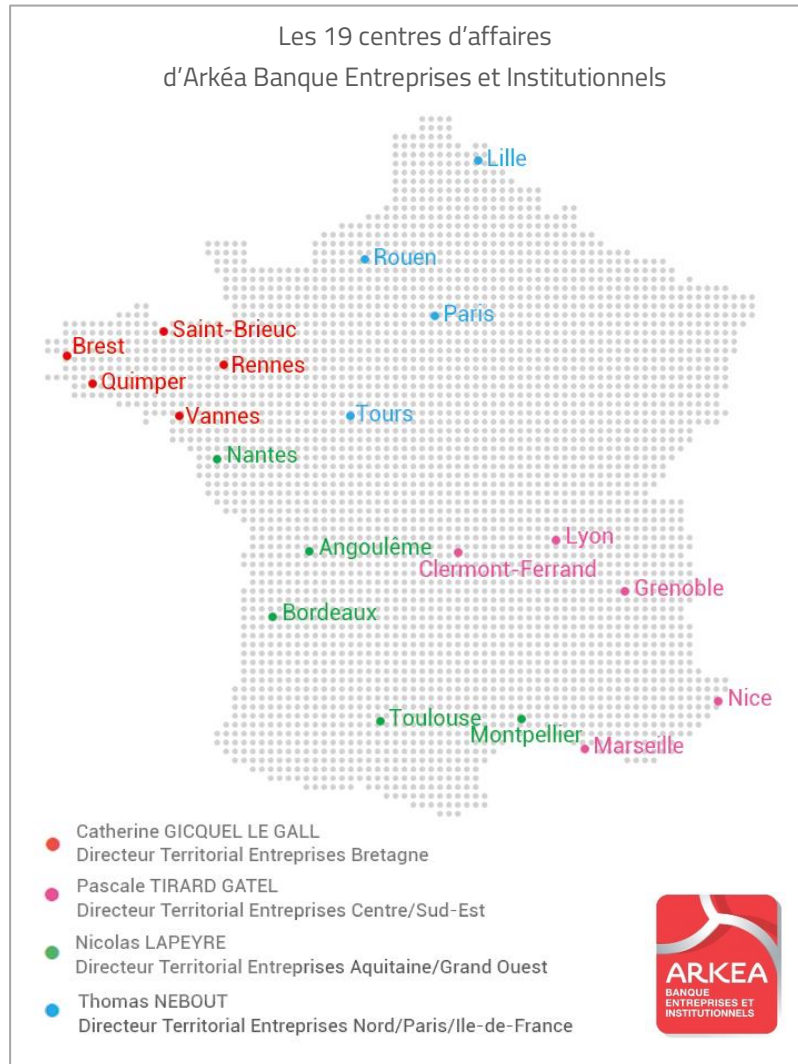 Les 19 centres d'affaires
d'Arkéa Banque Entreprises et Institutionnels
Lille
Rouen
Paris
Saint-Brieuc
Brest
Rennes
Quimper
Vannes
Tours
Nantes
Lyon
Angoulême
Clermont-Ferrand
Grenoble
Bordeaux
Nice
Toulouse
Montpellier
Marseille
Catherine GICQUEL LE GALL
Directeur Territorial Entreprises Bretagne
Pascale TIRARD GATEL
Directeur Territorial Entreprises Centre/Sud-Est
Nicolas LAPEYRE
Directeur Territorial Entreprises Aquitaine/Grand Ouest
Thomas NEBOUT
Directeur Territorial Entreprises Nord/Paris/Ile-de-France
ARKEA
BANQUE
ENTREPRISES ET
INSTITUTIONNELS